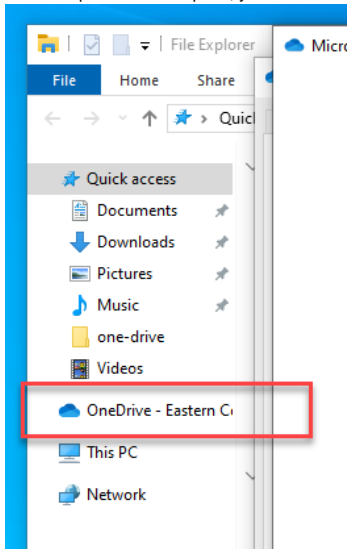 File Explorer
Micro
File Home Share
Quick
Quick access
Documents
Downloads
Pictures
Music
one-drive
Videos
OneDrive - Eastern C
This PC
Network